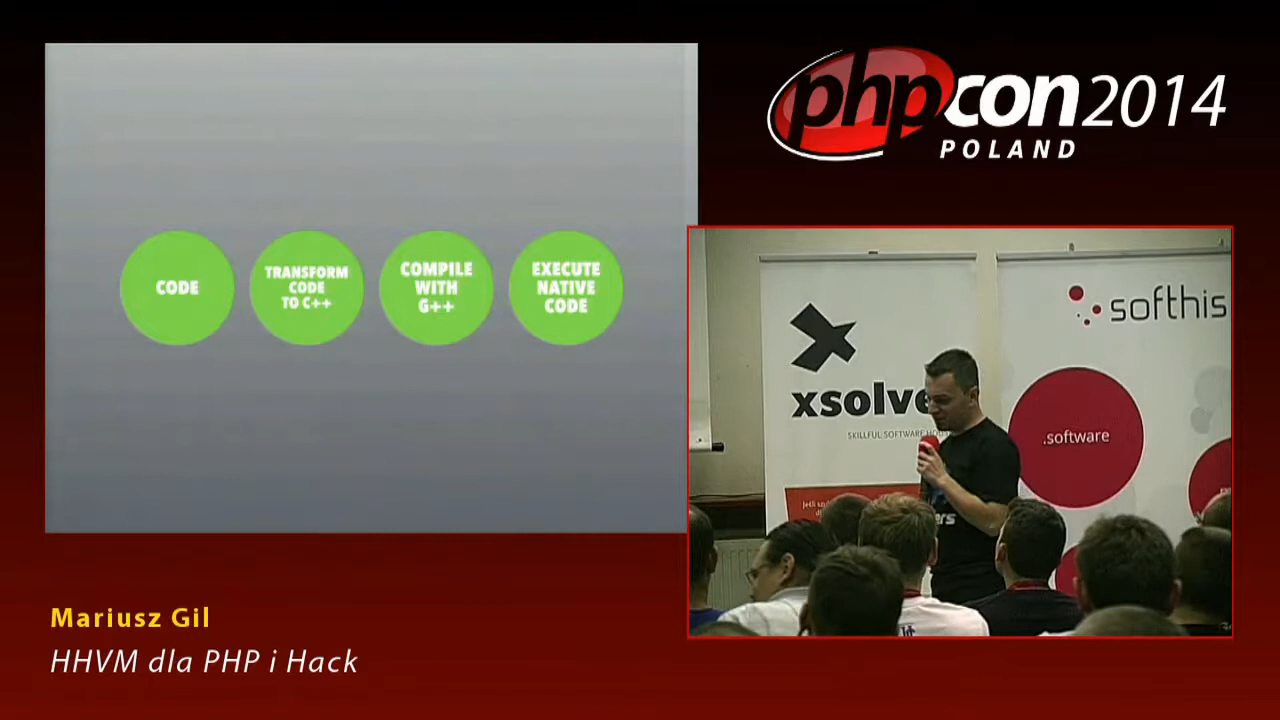 CODE
TRANSFORM
CODE
TO C++
COMPILE
WITH
G++
EXECUTE
NATIVE
CODE
phpcon2014
POLAND
xsolve
SKILLFUL SOFTWARE
softhis
.software
ers
Mariusz Gil
HHVM dla PHP i Hack